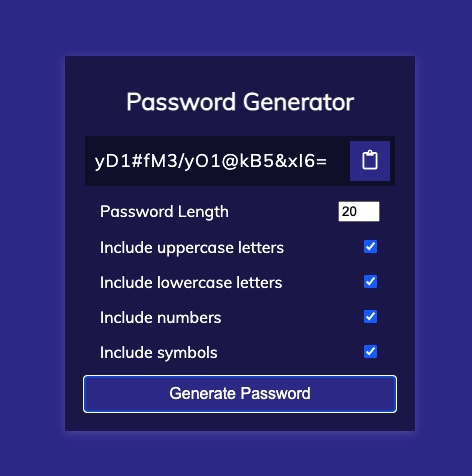 Password Generator
yD1#fM3/yO1@kB5&xI6=
Password Length
20
Include uppercase letters
Include lowercase letters
Include numbers
Include symbols
Generate Password